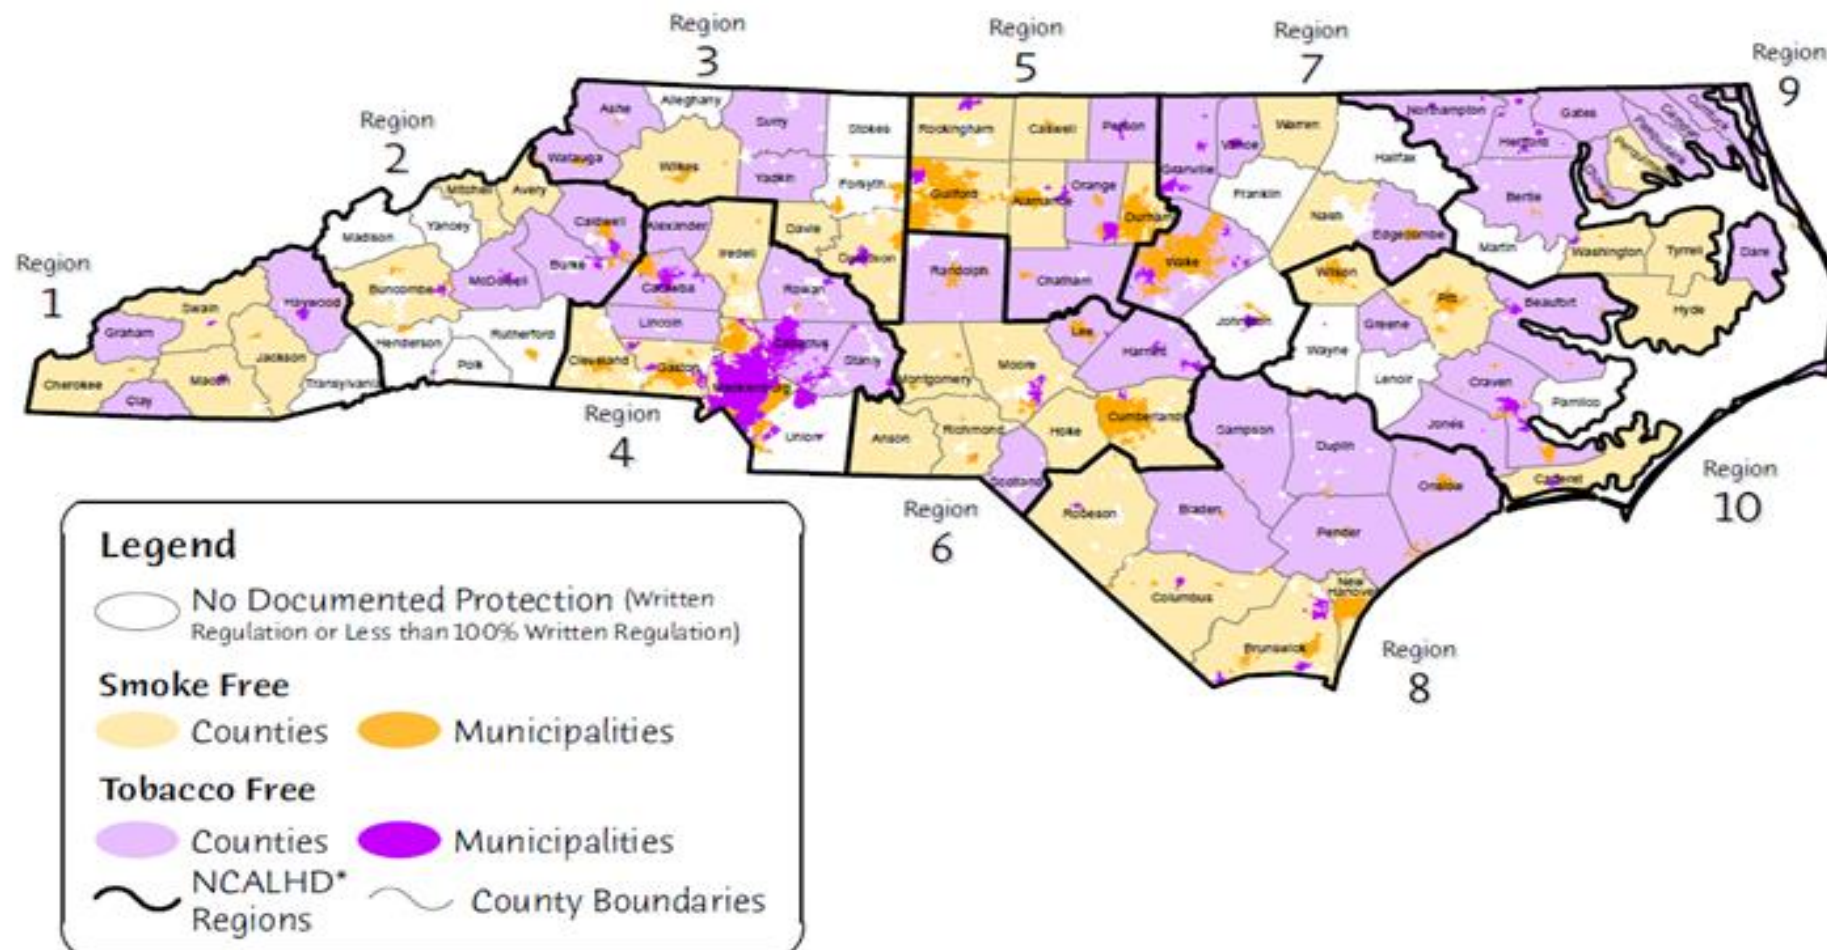 Region
3
Region
5
Region
7
Region
9
Region
2
Region
1
Region
4
Region
6
Region
10
Region
8
Ashe
Alleghany
Surry
Stokes
Rockingham
Caswell
Person
Granville
Vance
Warren
Halifax
Northampton
Hertford
Gates
Perquimans
Watauga
Wilkes
Yadkin
Forsyth
Guilford
Alamance
Orange
Durham
Franklin
Nash
Edgecombe
Bertie
Martin
Washington
Tyrrell
Dare
Mitchell
Avery
Yancey
Madison
Caldwell
Alexander
Iredell
Davie
Davidson
Randolph
Chatham
Wake
Wilson
Pitt
Beaufort
Hyde
Buncombe
McDowell
Burke
Catawba
Rowan
Johnston
Greene
Wayne
Lenoir
Craven
Pamlico
Jones
Swain
Haywood
Graham
Jackson
Macon
Cherokee
Clay
Transylvania
Henderson
Polk
Rutherford
Cleveland
Gaston
Lincoln
Cabarrus
Stanly
Mecklenburg
Union
Montgomery
Moore
Lee
Harnett
Anson
Richmond
Hoke
Cumberland
Scotland
Sampson
Duplin
Onslow
Carteret
Robeson
Bladen
Pender
Columbus
New
Hanover
Brunswick
Legend
No Documented Protection (Written
Regulation or Less than 100% Written Regulation)
Smoke Free
Counties
Municipalities
Tobacco Free
Counties
Municipalities
NCALHD*
Regions
County Boundaries